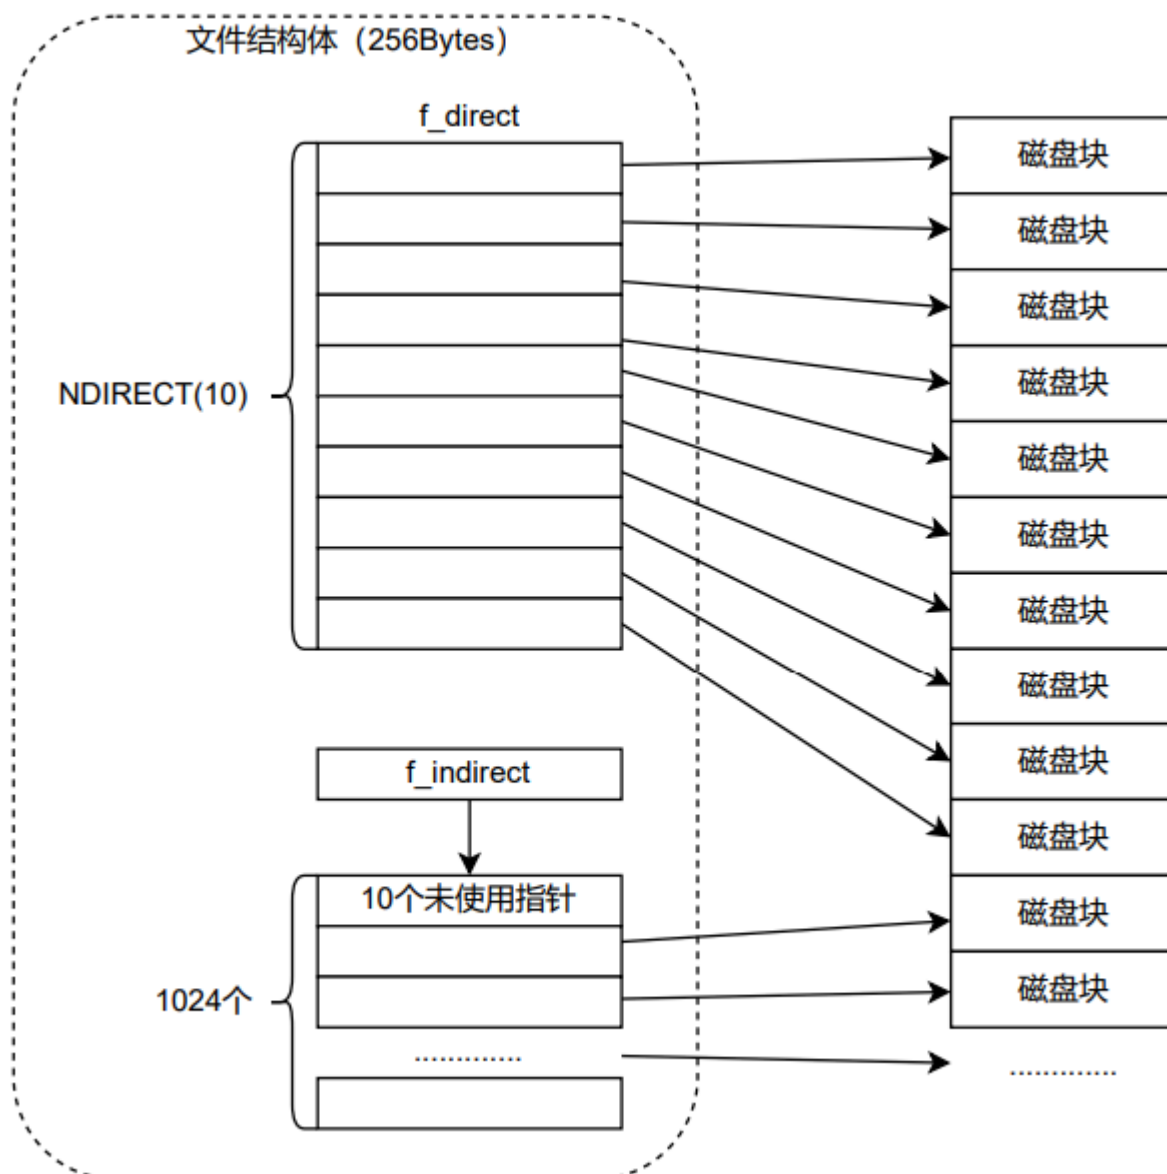 文件结构体（256Bytes）
f_direct
NDIRECT(10)
磁盘块
磁盘块
磁盘块
磁盘块
磁盘块
磁盘块
磁盘块
磁盘块
磁盘块
磁盘块
磁盘块
磁盘块
.............
f_indirect
10个未使用指针
1024个
.............